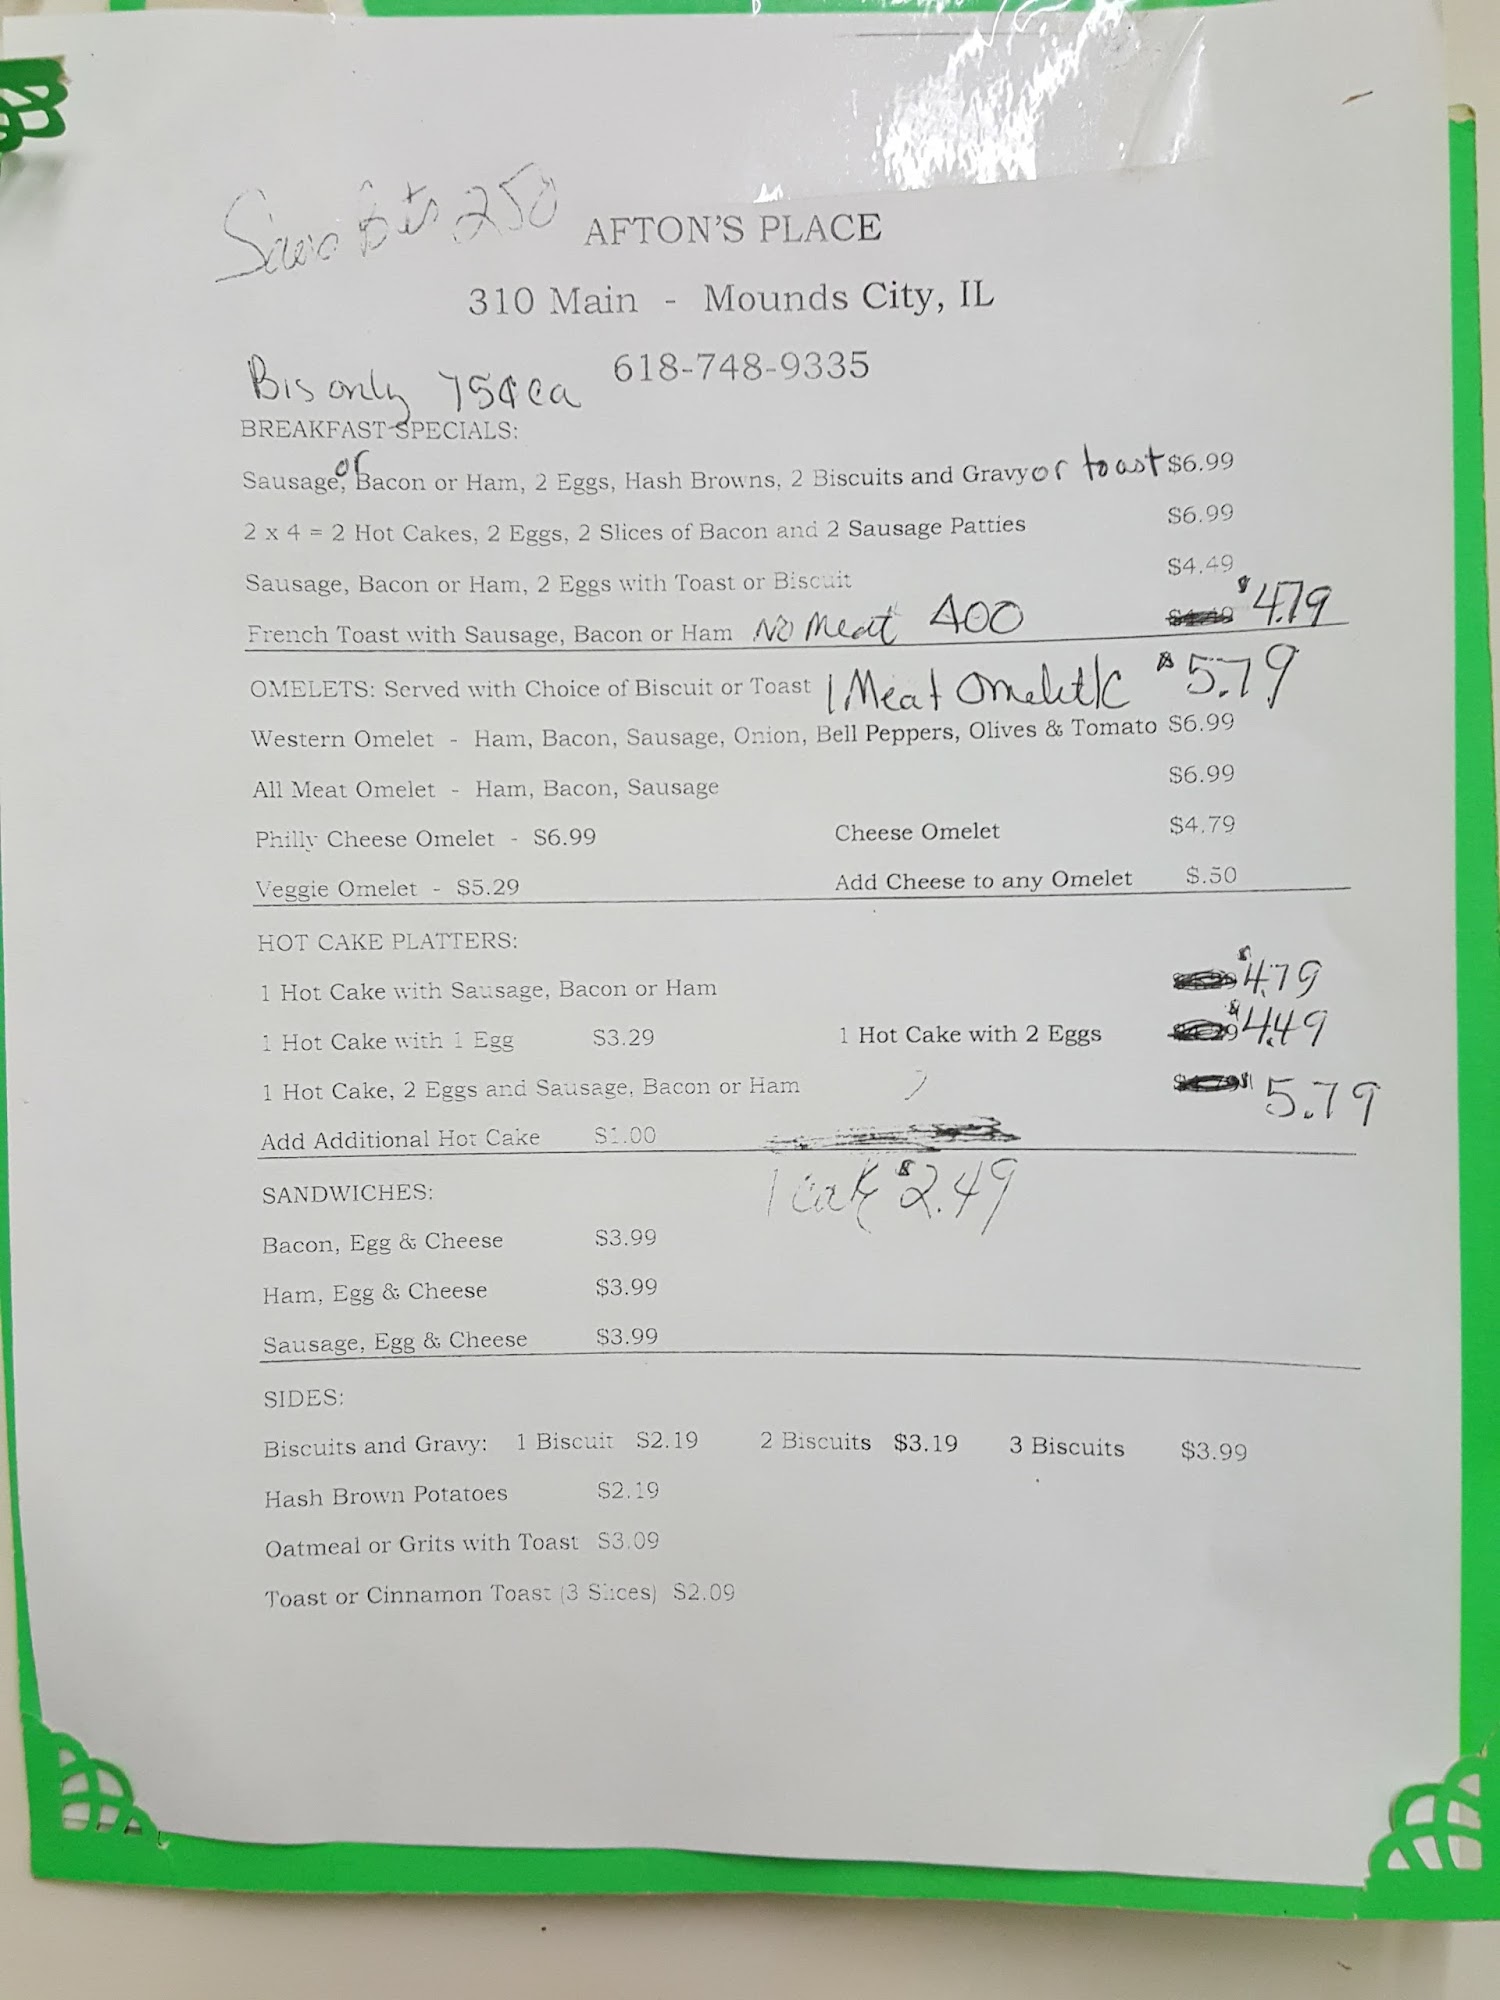 Bits 250
AFTON'S PLACE
310 Main - Mounds City, IL
618-748-9335
Bis only 75¢ ea
BREAKFAST SPECIALS:
Sausage, or Bacon or Ham, 2 Eggs, Hash Browns, 2 Biscuits and Gravy or toast $6.99
2 x 4 = 2 Hot Cakes, 2 Eggs, 2 Slices of Bacon and 2 Sausage Patties $6.99
Sausage, Bacon or Ham, 2 Eggs with Toast or Biscuit $4.49
French Toast with Sausage, Bacon or Ham No Meat 400 $4.79
OMELETS: Served with Choice of Biscuit or Toast 1 Meat Omelet/c $5.79
Western Omelet - Ham, Bacon, Sausage, Onion, Bell Peppers, Olives & Tomato $6.99
All Meat Omelet - Ham, Bacon, Sausage $6.99
Philly Cheese Omelet - $6.99 Cheese Omelet $4.79
Veggie Omelet - $5.29 Add Cheese to any Omelet $.50
HOT CAKE PLATTERS:
1 Hot Cake with Sausage, Bacon or Ham $4.79
1 Hot Cake with 1 Egg $3.29 1 Hot Cake with 2 Eggs $4.49
1 Hot Cake, 2 Eggs and Sausage, Bacon or Ham $5.79
Add Additional Hot Cake $1.00
1 cake $2.49
SANDWICHES:
Bacon, Egg & Cheese $3.99
Ham, Egg & Cheese $3.99
Sausage, Egg & Cheese $3.99
SIDES:
Biscuits and Gravy: 1 Biscuit $2.19 2 Biscuits $3.19 3 Biscuits $3.99
Hash Brown Potatoes $2.19
Oatmeal or Grits with Toast $3.09
Toast or Cinnamon Toast (3 Slices) $2.09